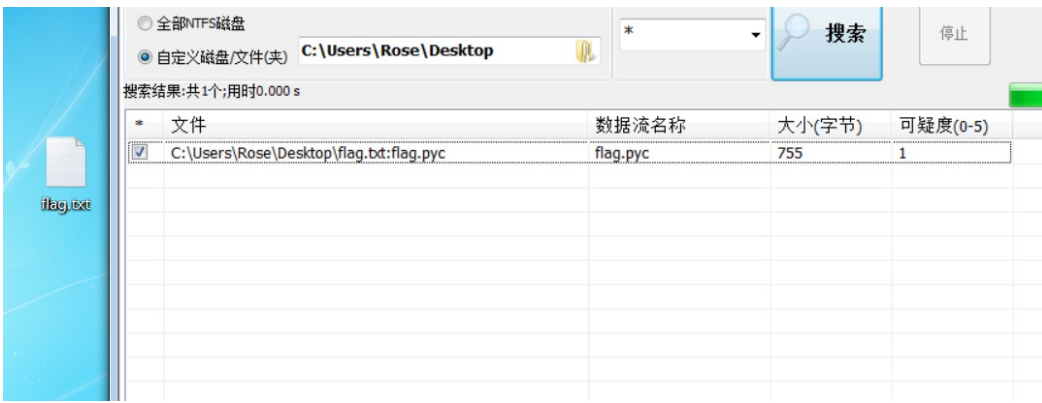 全部NTFS磁盘
自定义磁盘/文件(夹) C:\Users\Rose\Desktop
*
搜索
停止
搜索结果:共1个;用时0.000 s
* 文件 数据流名称 大小(字节) 可疑度(0-5)
C:\Users\Rose\Desktop\flag.txt:flag.pyc flag.pyc 755 1
flag.txt